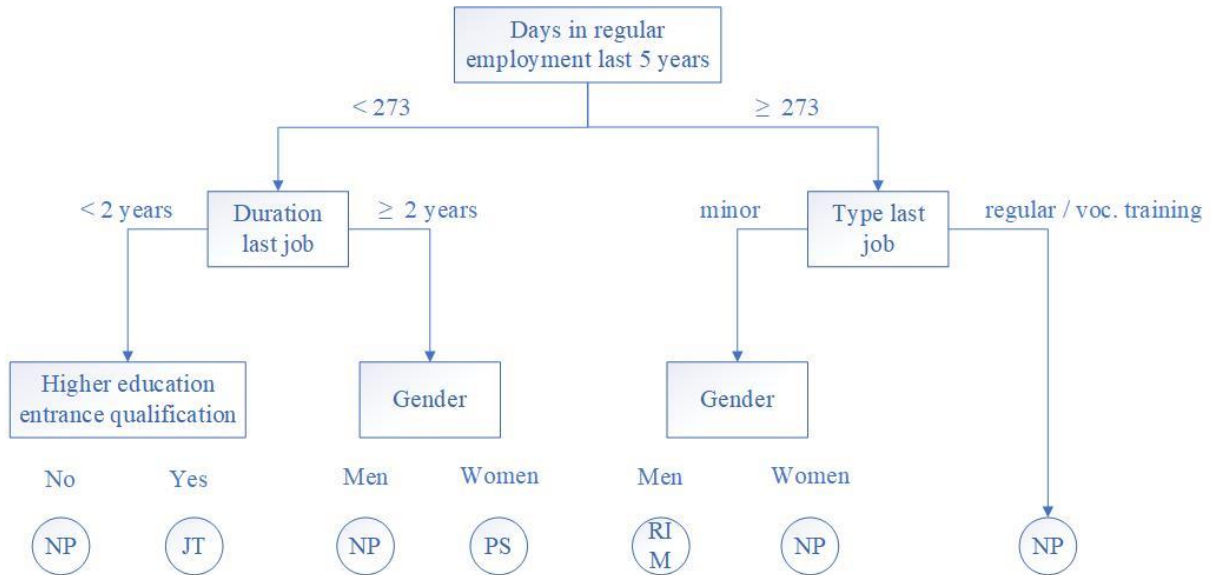 Days in regular
employment last 5 years
< 273
≥ 273
< 2 years
Duration
last job
≥ 2 years
minor
Type last
job
regular / voc. training
Higher education
entrance qualification
Gender
Gender
No
Yes
Men
Women
Men
Women
NP
JT
NP
PS
RI
M
NP
NP